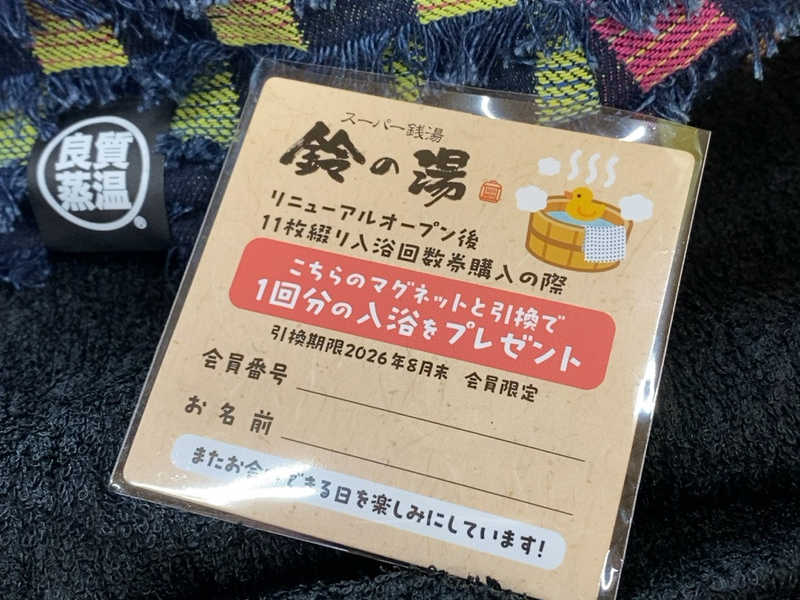 良質
蒸温
スーパー銭湯
鈴の湯
リニューアルオープン後
11枚綴り入浴回数券購入の際
こちらのマグネットと引換で
1回分の入浴をプレゼント
引換期限2026年8月末 会員限定
会員番号
お名前
またお会いできる日を楽しみにしています!